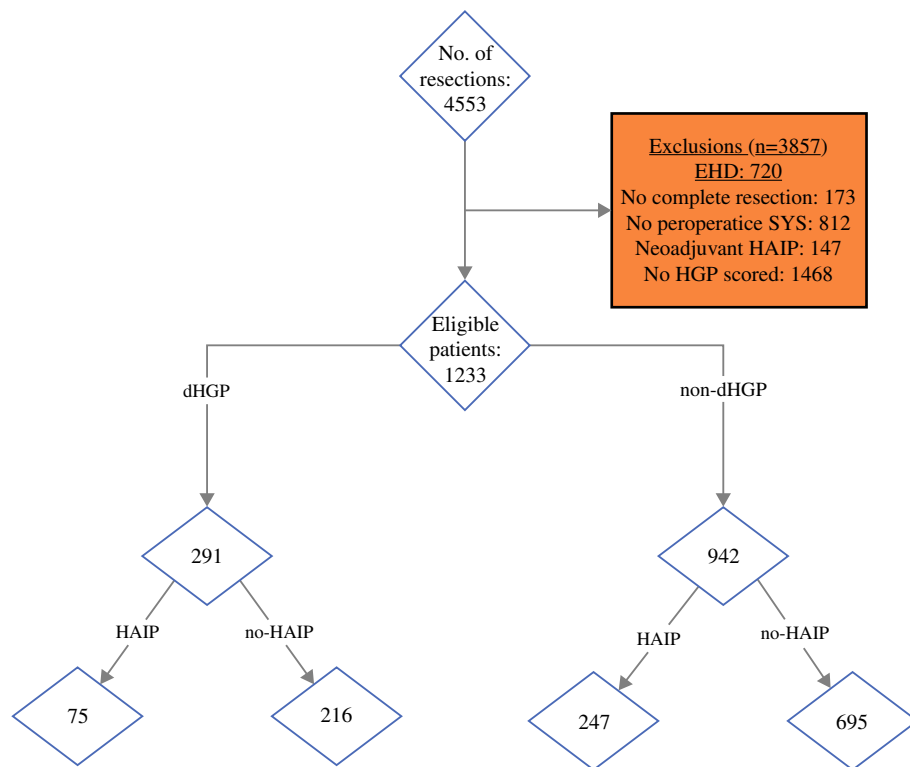 No. of
resections:
4553
Exclusions (n=3857)
EHD: 720
No complete resection: 173
No peroperatice SYS: 812
Neoadjuvant HAIP: 147
No HGP scored: 1468
Eligible
patients:
1233
dHGP
non-dHGP
291
942
HAIP
no-HAIP
HAIP
no-HAIP
75
216
247
695